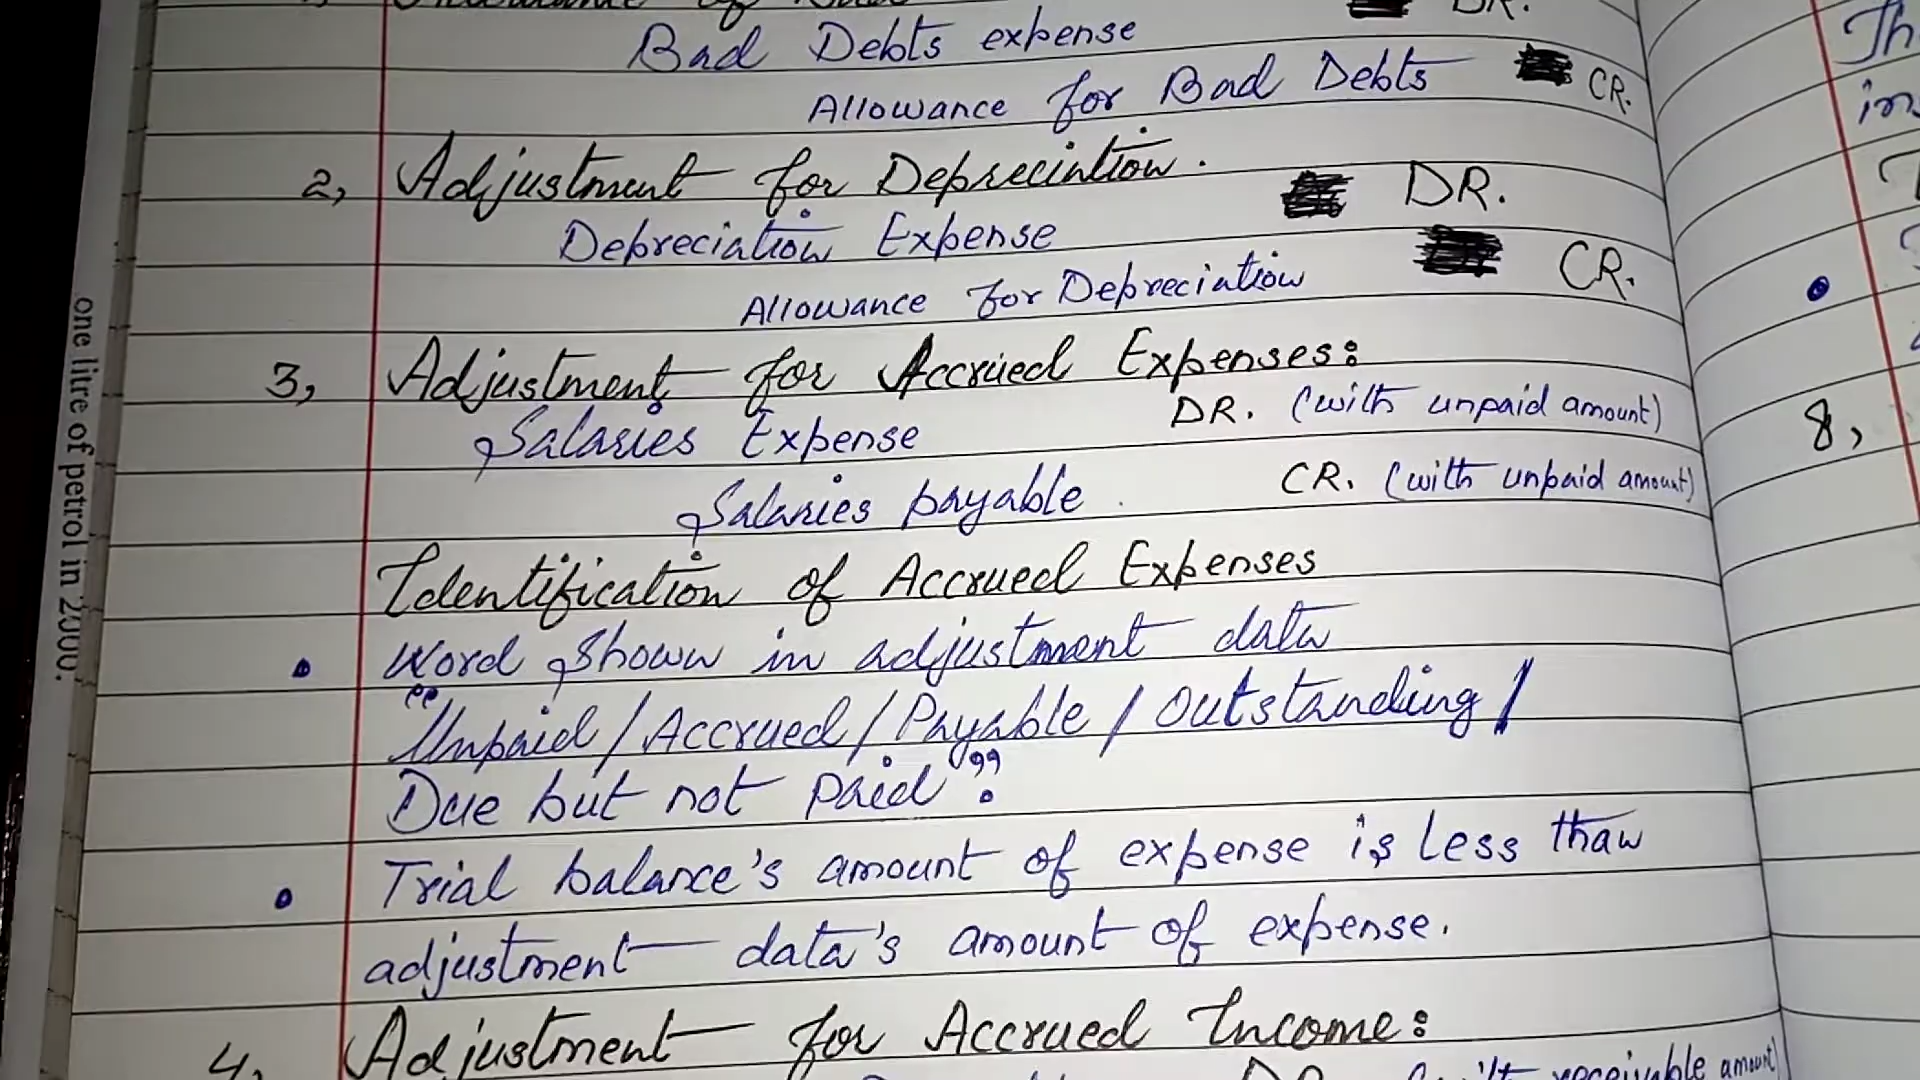 DR.
Bad Debts expense
Allowance for Bad Debts CR.
2, Adjustment for Depreciation.
Depreciation Expense DR.
Allowance for Depreciation CR.
3, Adjustment for Accrued Expenses:
Salaries Expense DR. (with unpaid amount)
Salaries payable CR. (with unpaid amount)
Identification of Accrued Expenses
• Word shown in adjustment data
"Unpaid / Accrued / Payable / Outstanding /
Due but not paid".
• Trial balance's amount of expense is less than
adjustment data's amount of expense.
4, Adjustment for Accrued Income:
receivable amount)
one litre of petrol in 2000.
8,